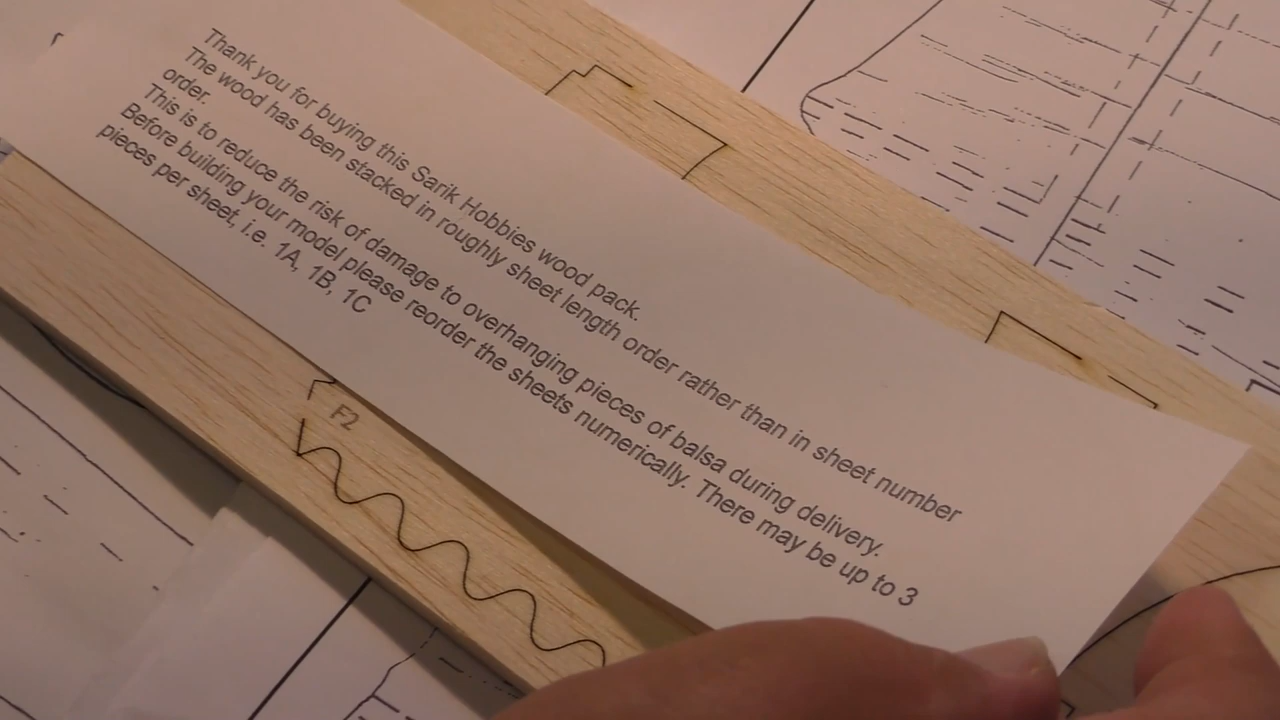 Thank you for buying this Sarik Hobbies wood pack.
The wood has been stacked in roughly sheet length order rather than in sheet number
order.
This is to reduce the risk of damage to overhanging pieces of balsa during delivery.
Before building your model please reorder the sheets numerically. There may be up to 3
pieces per sheet, i.e. 1A, 1B, 1C
F2